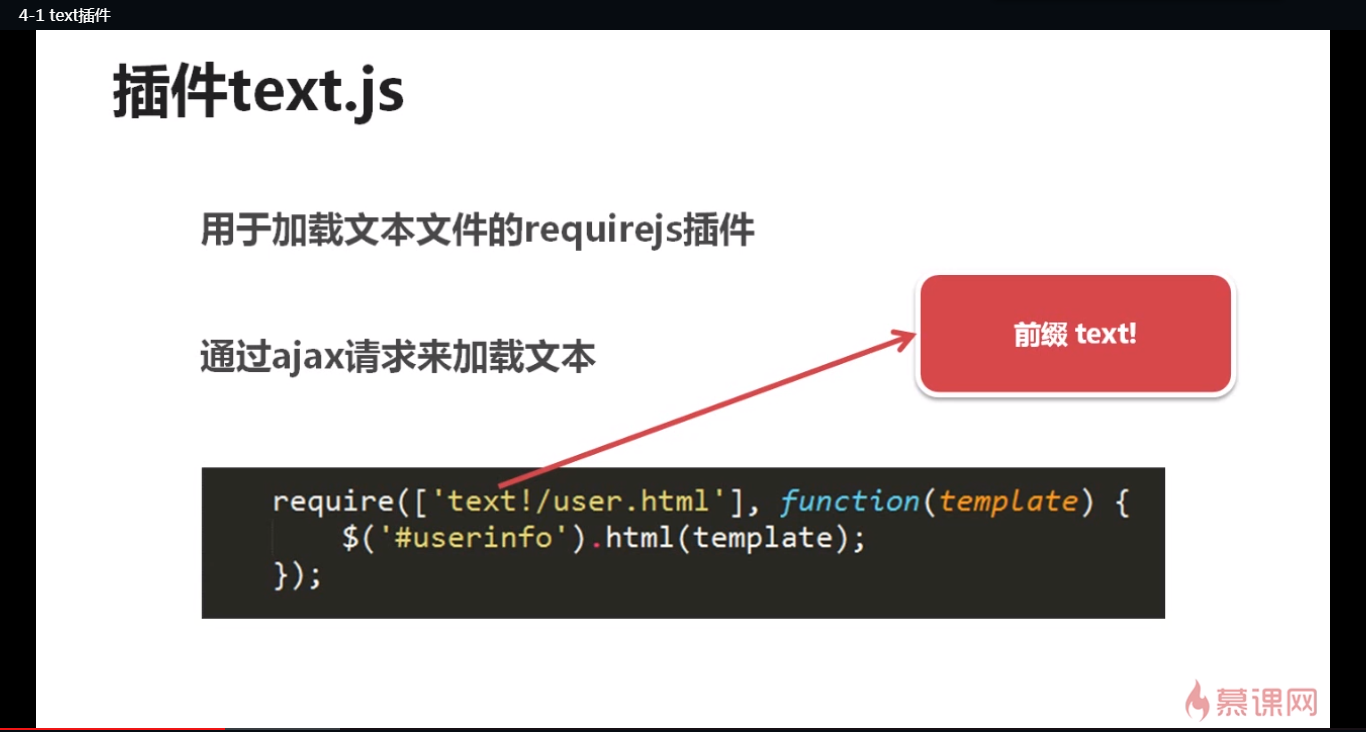 4-1 text插件
插件text.js
用于加载文本文件的requirejs插件
前缀 text!
通过ajax请求来加载文本
require(['text!/user.html'], function(template) {
$('#userinfo').html(template);
});
慕课网